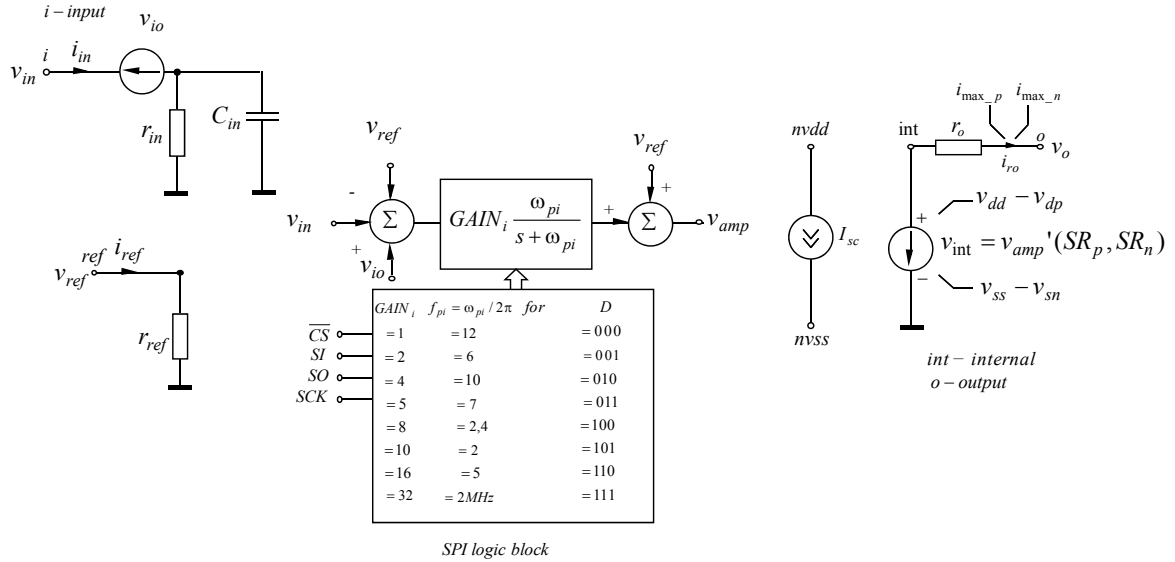 i – input
v_io
i
i_in
v_in
r_in
C_in
ref
i_ref
v_ref
r_ref
v_ref
-
v_in
Σ
+
v_io
GAIN_i ω_pi / (s + ω_pi)
v_ref
+
+
Σ
v_amp
CS̅
SI
SO
SCK
GAIN_i f_pi = ω_pi / 2π for D
=1 =12 =000
=2 =6 =001
=4 =10 =010
=5 =7 =011
=8 =2,4 =100
=10 =2 =101
=16 =5 =110
=32 =2MHz =111
SPI logic block
nvdd
I_sc
nvss
i_max_p
i_max_n
int
r_o
o
v_o
i_ro
v_dd − v_dp
+
v_int = v_amp'(SR_p, SR_n)
−
v_ss − v_sn
int – internal
o – output